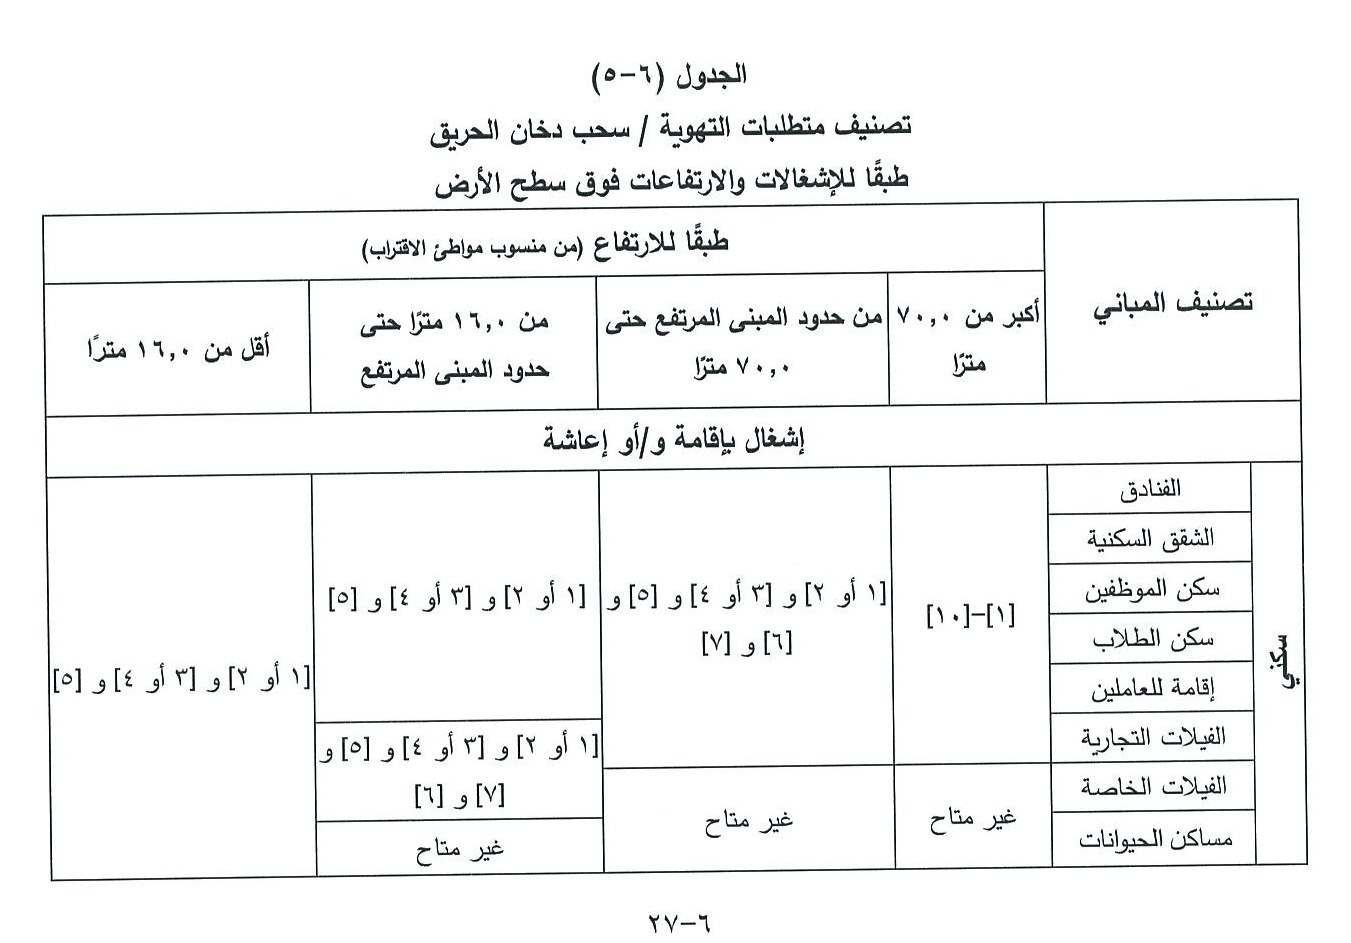 الجدول (٦-٥)
تصنيف متطلبات التهوية / سحب دخان الحريق
طبقًا للإشغالات والارتفاعات فوق سطح الأرض
تصنيف المباني
طبقًا للارتفاع (من منسوب مواطئ الاقتراب)
أكبر من ٧٠,٠
مترًا
من حدود المبنى المرتفع حتى
٧٠,٠ مترًا
من ١٦,٠ مترًا حتى
حدود المبنى المرتفع
أقل من ١٦,٠ مترًا
إشغال بإقامة و/أو إعاشة
سكني
الفنادق
الشقق السكنية
سكن الموظفين
سكن الطلاب
إقامة للعاملين
الفيلات التجارية
الفيلات الخاصة
مساكن الحيوانات
[١]-[١٠]
غير متاح
[١ أو ٢] و [٣ أو ٤] و [٥] و
[٦] و [٧]
غير متاح
[١ أو ٢] و [٣ أو ٤] و [٥]
[١ أو ٢] و [٣ أو ٤] و [٥] و
[٧] و [٦]
غير متاح
[١ أو ٢] و [٣ أو ٤] و [٥]
٦-٢٧